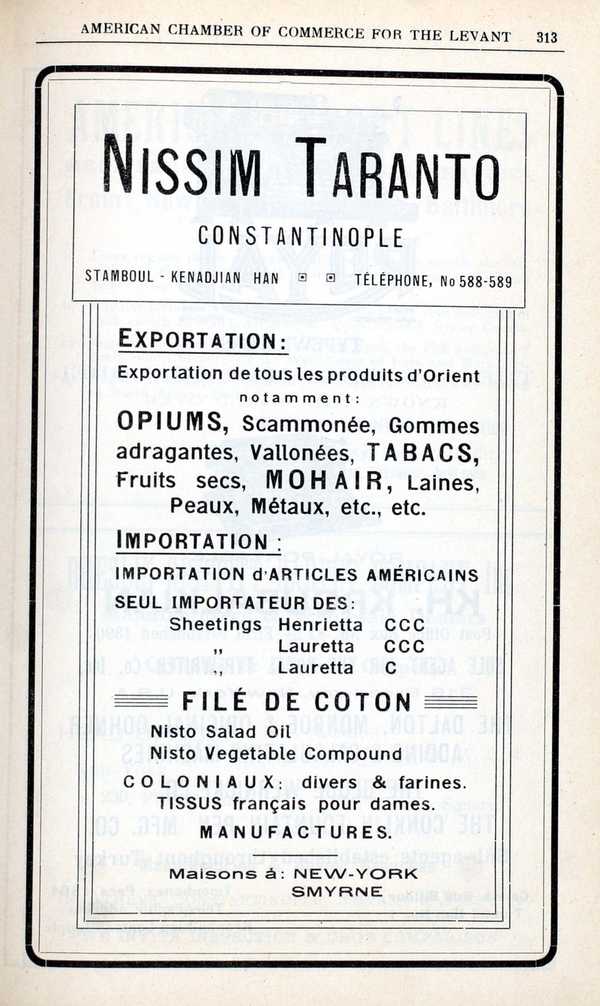 AMERICAN CHAMBER OF COMMERCE FOR THE LEVANT 313
NISSIM TARANTO
CONSTANTINOPLE
STAMBOUL - KENADJIAN HAN TÉLÉPHONE, No 588-589
EXPORTATION:
Exportation de tous les produits d'Orient
notamment:
OPIUMS, Scammonée, Gommes
adragantes, Vallonées, TABACS,
Fruits secs, MOHAIR, Laines,
Peaux, Métaux, etc., etc.
IMPORTATION :
IMPORTATION d'ARTICLES AMÉRICAINS
SEUL IMPORTATEUR DES:
Sheetings Henrietta CCC
„ Lauretta CCC
„ Lauretta C
FILÉ DE COTON
Nisto Salad Oil
Nisto Vegetable Compound
COLONIAUX: divers & farines.
TISSUS français pour dames.
MANUFACTURES.
Maisons á: NEW-YORK
SMYRNE